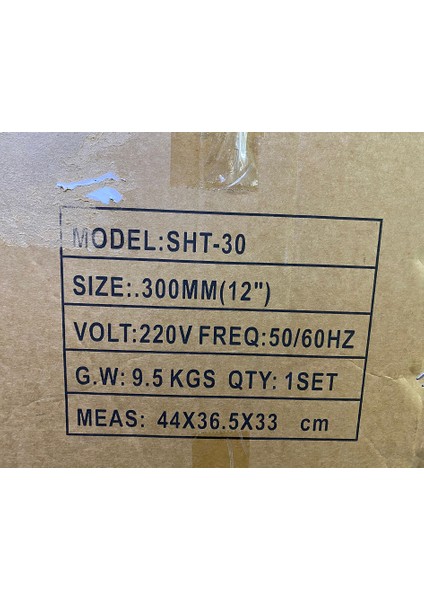 MODEL:SHT-30
SIZE:.300MM(12")
VOLT:220V FREQ:50/60HZ
G.W: 9.5 KGS QTY: 1SET
MEAS: 44X36.5X33 cm